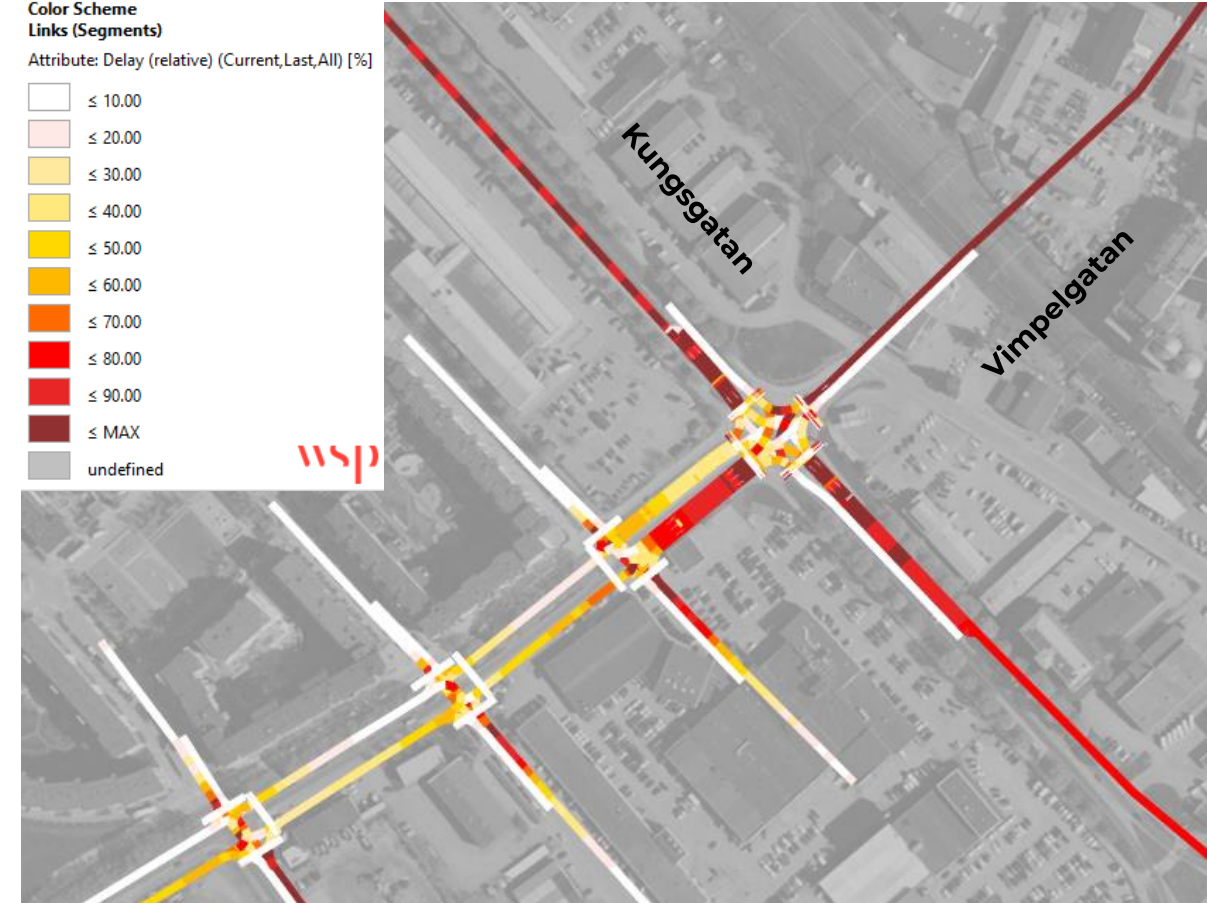 Color Scheme
Links (Segments)
Attribute: Delay (relative) (Current,Last,All) [%]
≤ 10.00
≤ 20.00
≤ 30.00
≤ 40.00
≤ 50.00
≤ 60.00
≤ 70.00
≤ 80.00
≤ 90.00
≤ MAX
undefined
wsp
Kungsgatan
Vimpelgatan